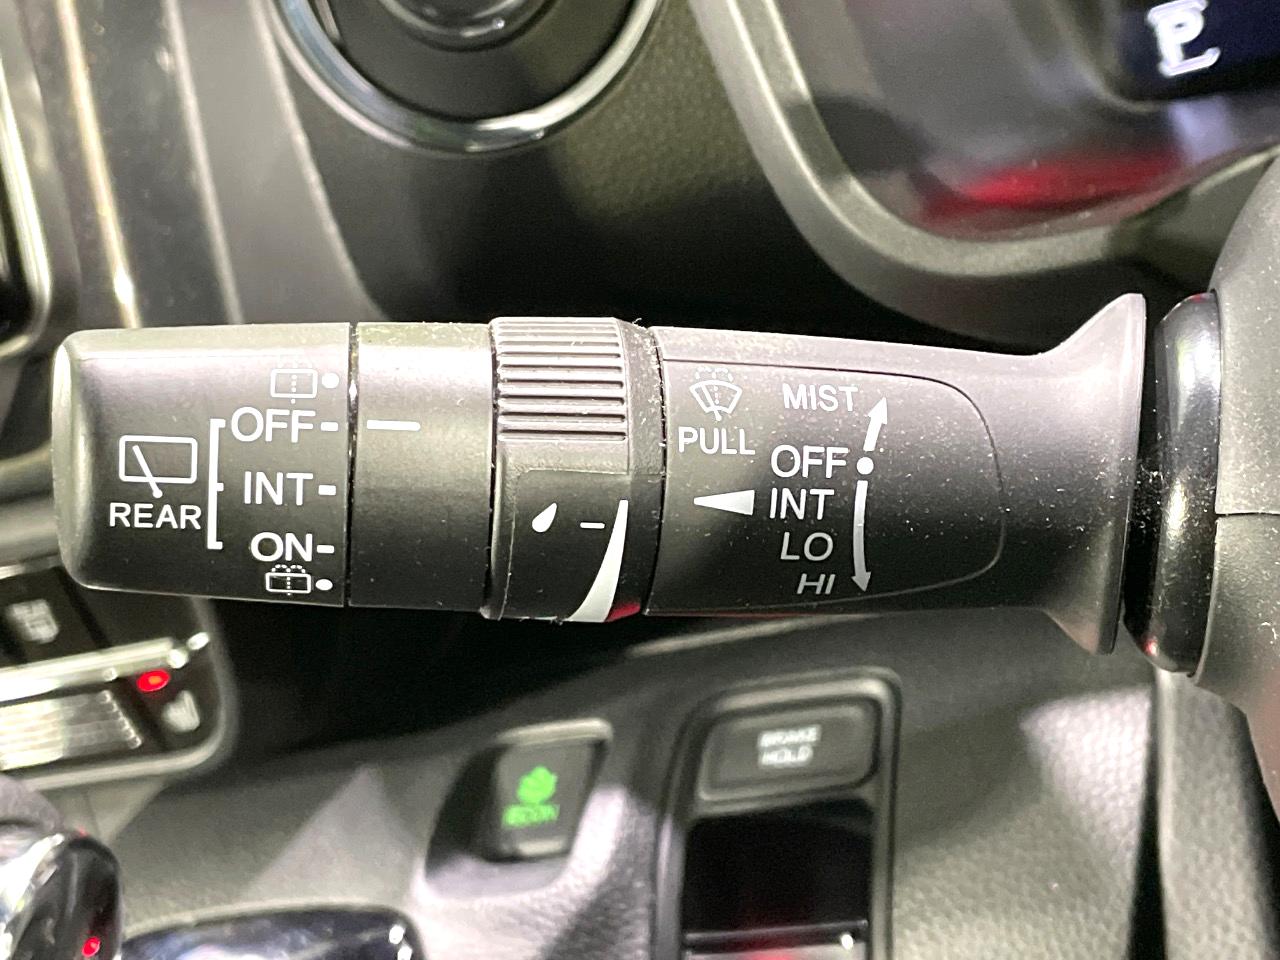 P
OFF
INT
ON
REAR
PULL
MIST
OFF
INT
LO
HI
BRAKE
HOLD
ECON